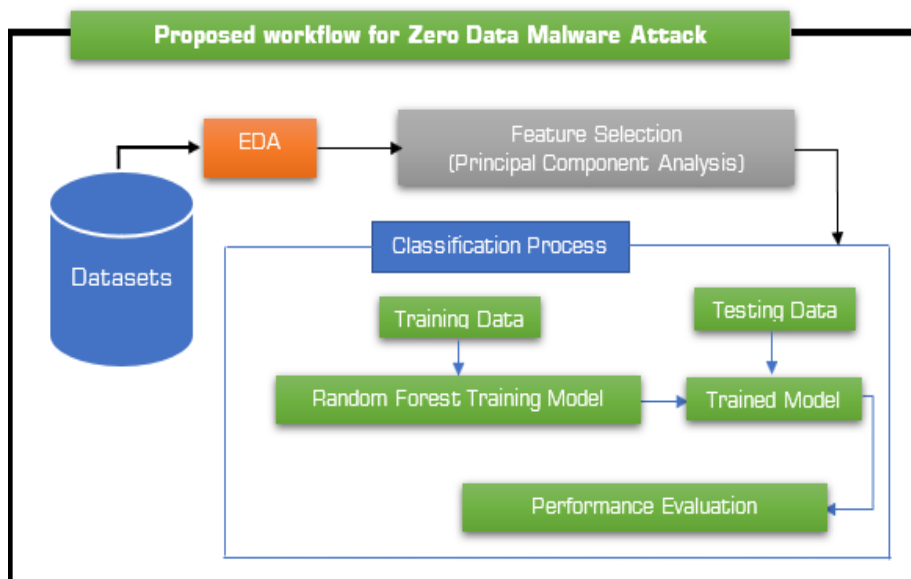 Proposed workflow for Zero Data Malware Attack
EDA
Feature Selection
(Principal Component Analysis)
Datasets
Classification Process
Training Data
Testing Data
Random Forest Training Model
Trained Model
Performance Evaluation